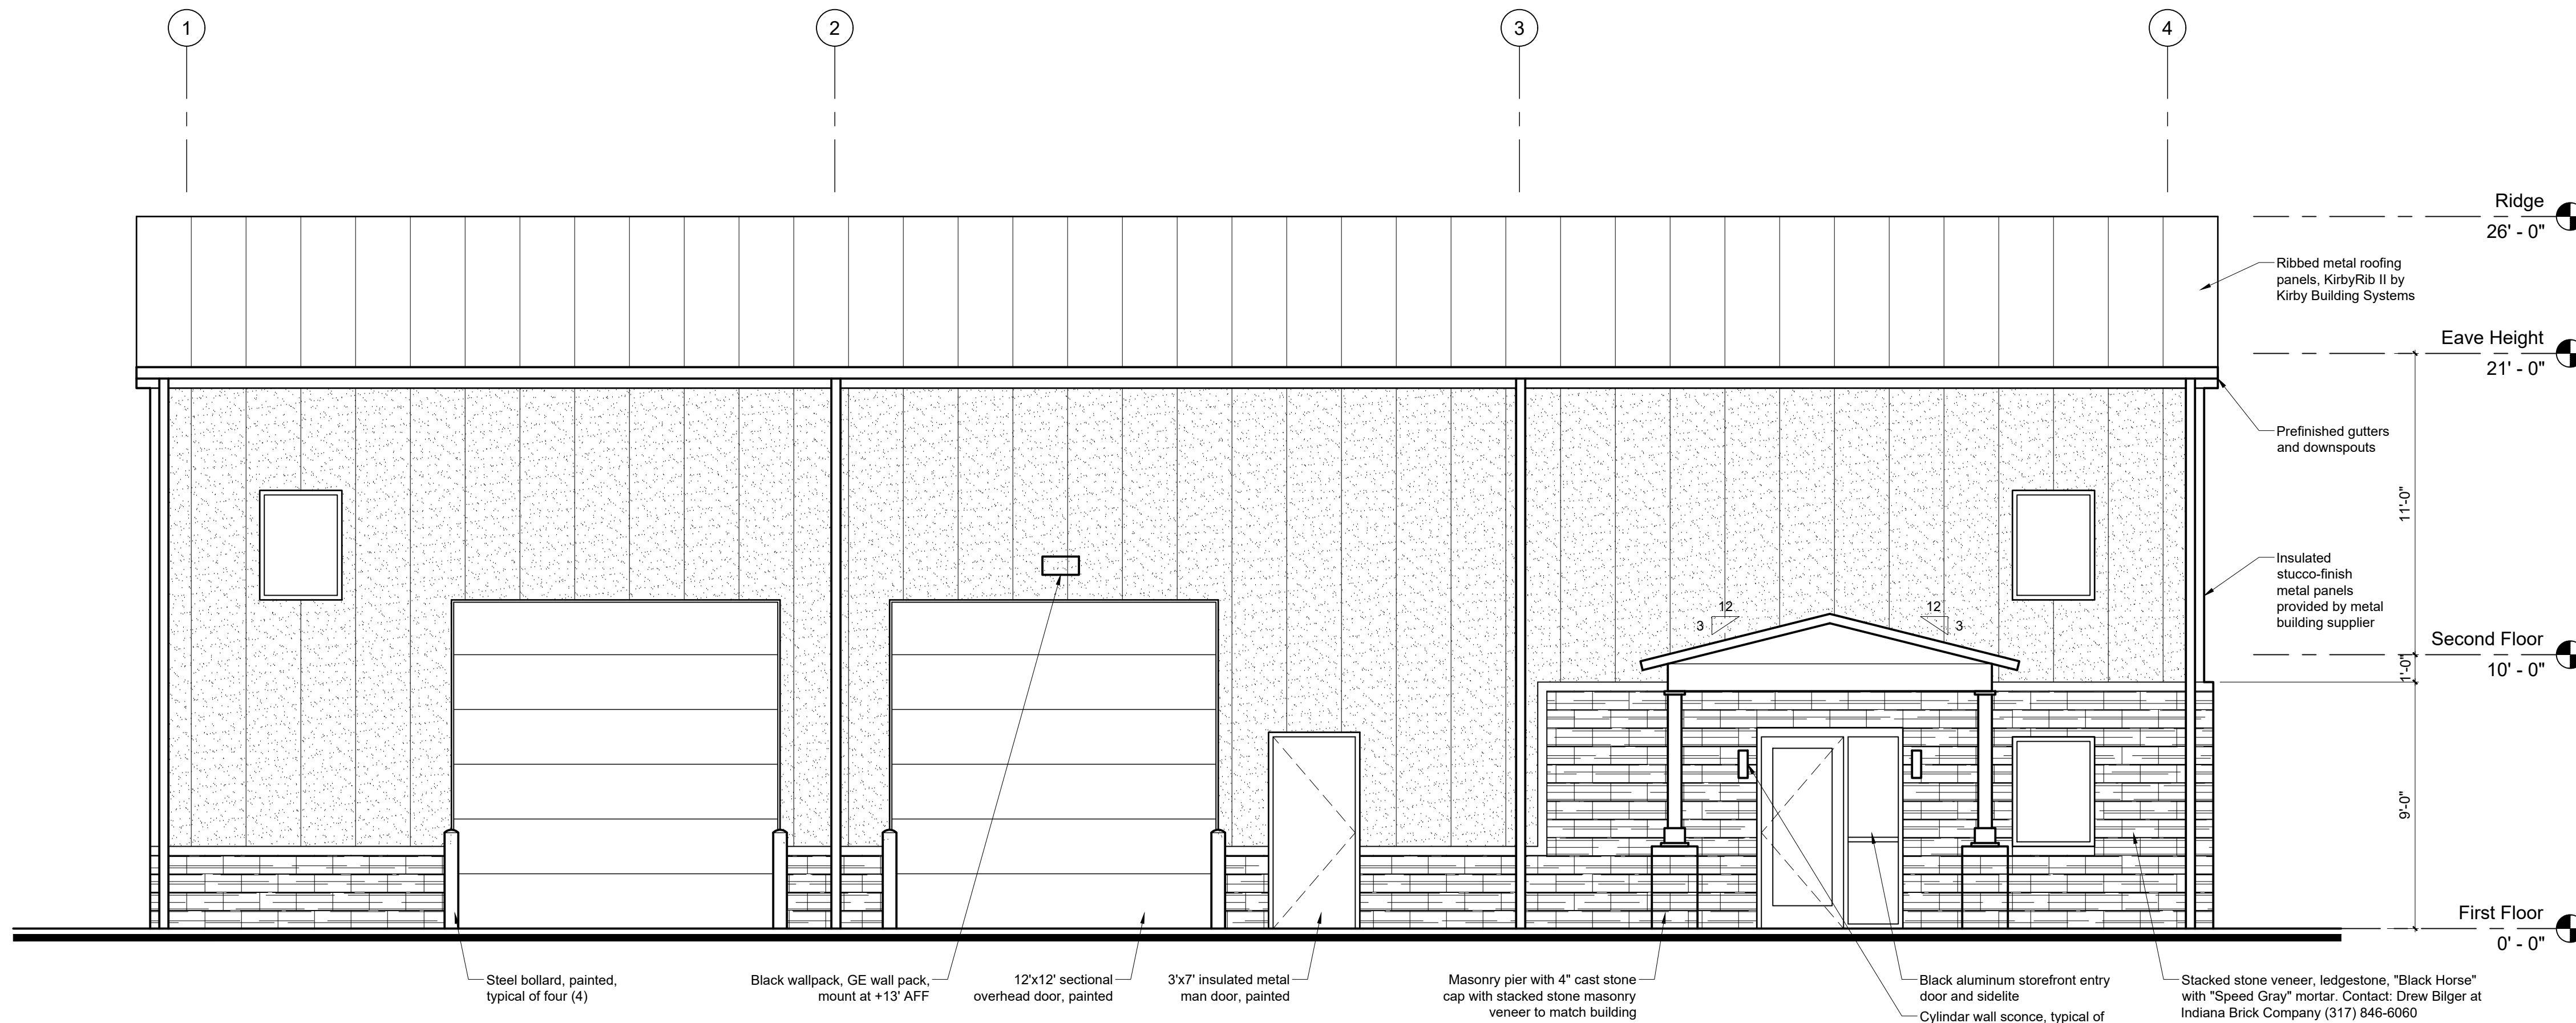 1
2
3
4
Ridge
26' - 0"
Ribbed metal roofing
panels, KirbyRib II by
Kirby Building Systems
Eave Height
21' - 0"
Prefinished gutters
and downspouts
11'-0"
Insulated
stucco-finish
metal panels
provided by metal
building supplier
12
3
12
3
Second Floor
10' - 0"
1'-0"
9'-0"
First Floor
0' - 0"
Steel bollard, painted,
typical of four (4)
Black wallpack, GE wall pack,
mount at +13' AFF
12'x12' sectional
overhead door, painted
3'x7' insulated metal
man door, painted
Masonry pier with 4" cast stone
cap with stacked stone masonry
veneer to match building
Black aluminum storefront entry
door and sidelite
Cylindar wall sconce, typical of
Stacked stone veneer, ledgestone, "Black Horse"
with "Speed Gray" mortar. Contact: Drew Bilger at
Indiana Brick Company (317) 846-6060